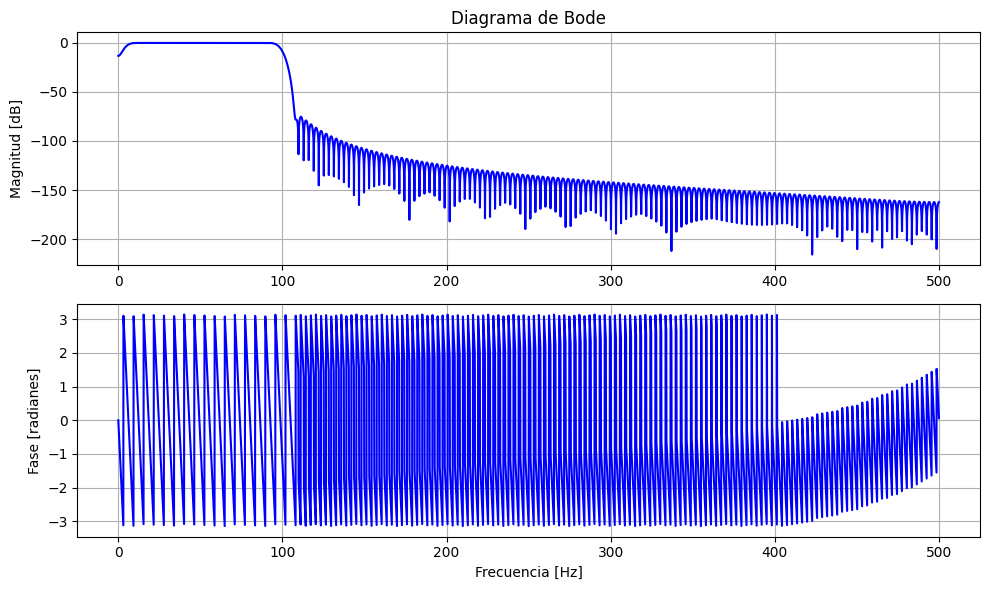 Diagrama de Bode
Magnitud [dB]
0
−50
−100
−150
−200
0 100 200 300 400 500
Fase [radianes]
3
2
1
0
−1
−2
−3
0 100 200 300 400 500
Frecuencia [Hz]